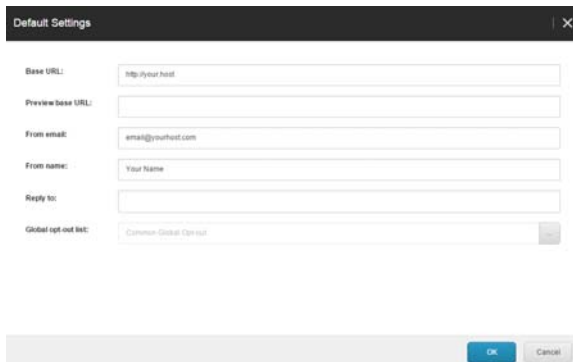 Default Settings
Base URL:
http://your.host
Preview base URL:
From email:
email@yourhost.com
From name:
Your Name
Reply to:
Global opt-out list:
Common Global Opt-out
...
OK
Cancel